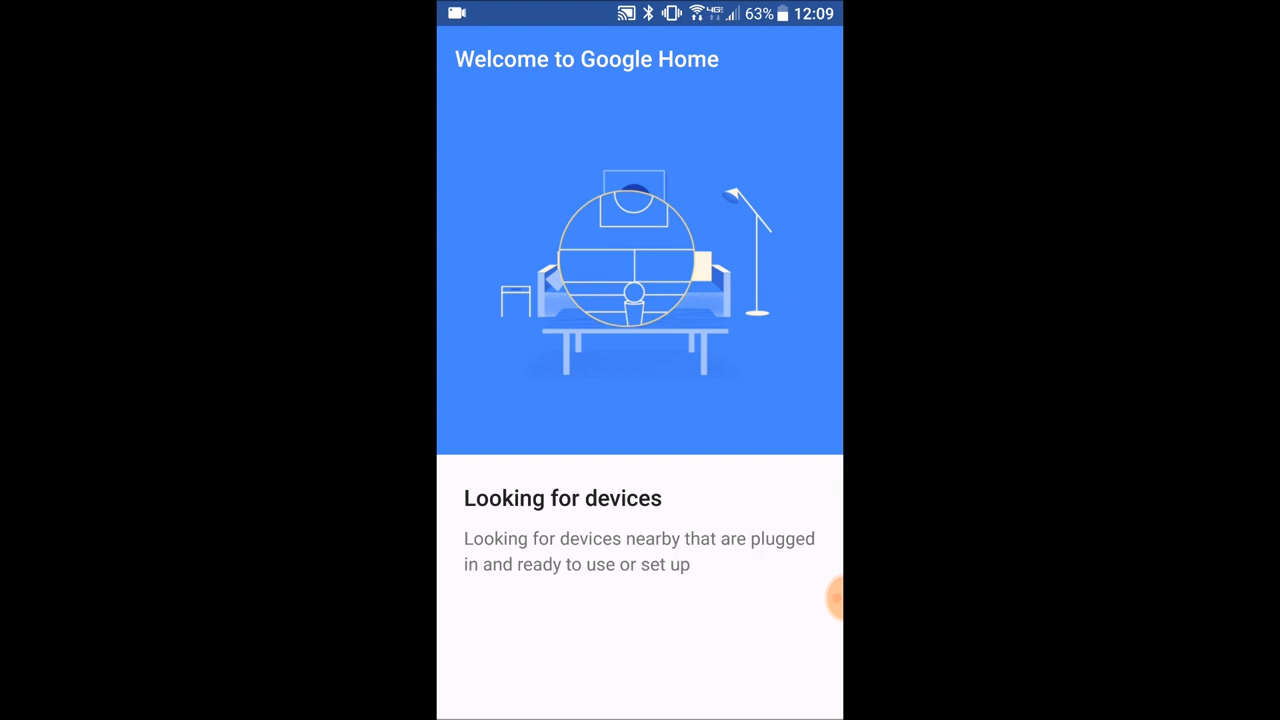 4G 63% 12:09
Welcome to Google Home
Looking for devices
Looking for devices nearby that are plugged
in and ready to use or set up